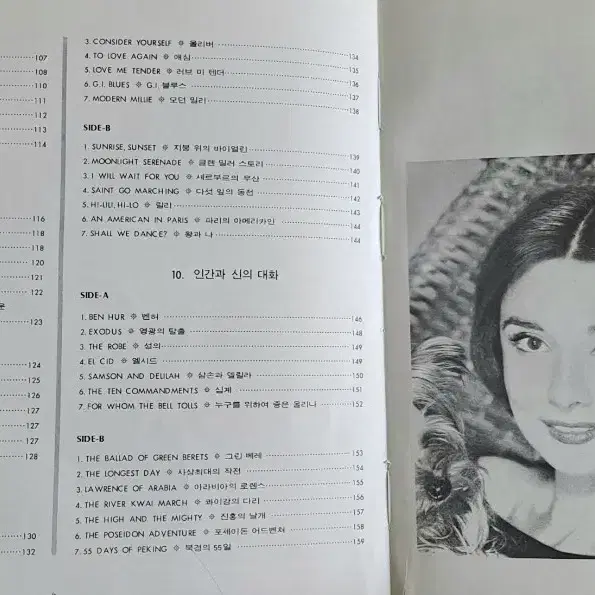 107
108
110
111
112
113
114
116
118
118
120
121
122
123
124
125
126
127
127
127
128
130
132
3. CONSIDER YOURSELF ※ 올리버 134
4. TO LOVE AGAIN ※ 애심 135
5. LOVE ME TENDER ※ 러브 미 텐더 136
6. G.I. BLUES ※ G.I. 블루스 137
7. MODERN MILLIE ※ 모던 밀리 138
SIDE-B
1. SUNRISE, SUNSET ※ 지붕 위의 바이얼린 139
2. MOONLIGHT SERENADE ※ 글렌 밀러 스토리 140
3. I WILL WAIT FOR YOU ※ 세르부르의 우산 141
4. SAINT GO MARCHING ※ 다섯 잎의 동전 142
5. HI-LILI, HI-LO ※ 릴리 143
6. AN AMERICAN IN PARIS ※ 파리의 아메리카인 144
7. SHALL WE DANCE? ※ 왕과 나 144
10. 인간과 신의 대화
SIDE-A
1. BEN HUR ※ 벤허 146
2. EXODUS ※ 영광의 탈출 148
3. THE ROBE ※ 성의 149
4. EL CID ※ 엘시드 149
5. SAMSON AND DELILAH ※ 삼손과 델릴라 150
6. THE TEN COMMANDMENTS ※ 십계 151
7. FOR WHOM THE BELL TOLLS ※ 누구를 위하여 종은 울리나 152
SIDE-B
1. THE BALLAD OF GREEN BERETS ※ 그린 베레 153
2. THE LONGEST DAY ※ 사상최대의 작전 154
3. LAWRENCE OF ARABIA ※ 아라비아의 로렌스 155
4. THE RIVER KWAI MARCH ※ 콰이강의 다리 156
5. THE HIGH AND THE MIGHTY ※ 진홍의 날개 157
6. THE POSEIDON ADVENTURE ※ 포세이돈 어드벤쳐 158
7. 55 DAYS OF PEKING ※ 북경의 55일 159